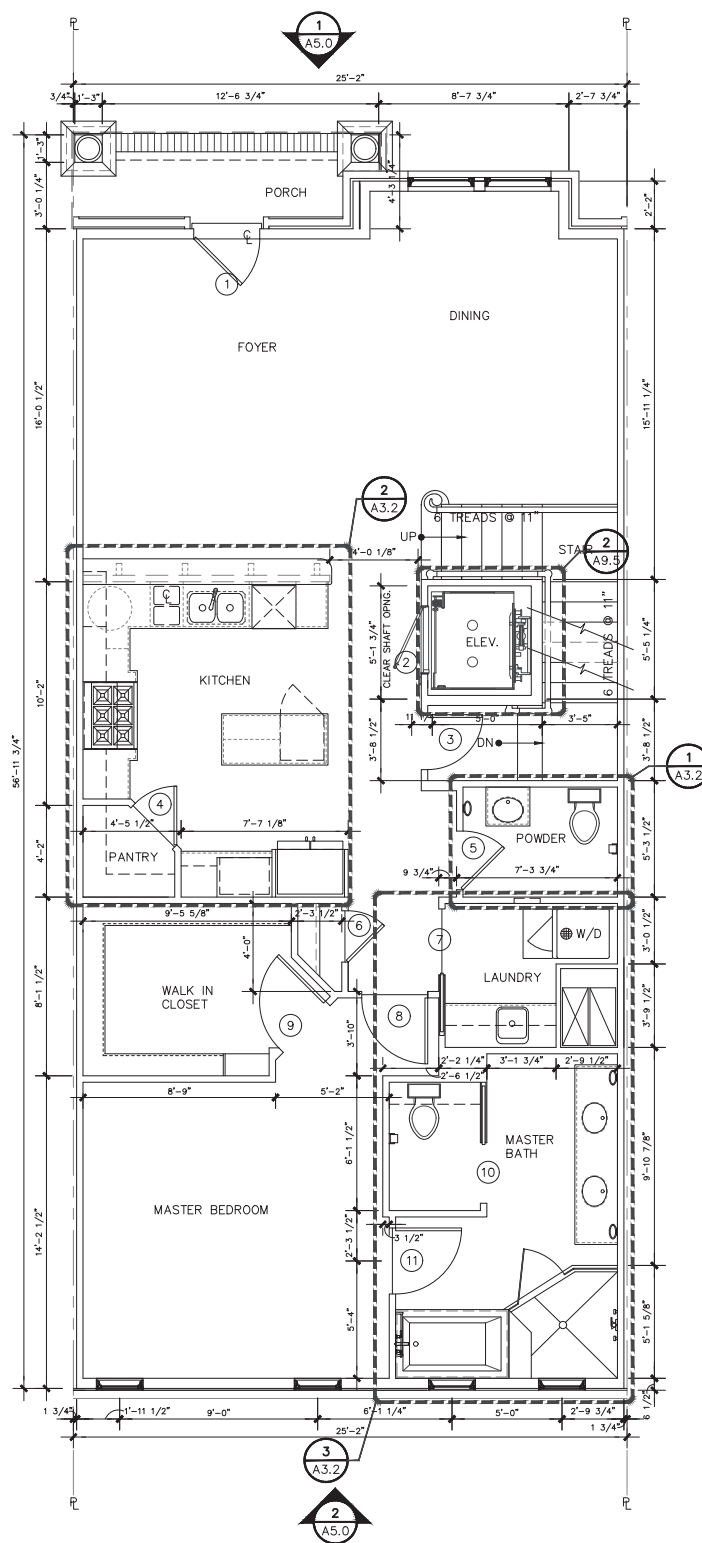 PL
PL
1
A5.0
25'-2"
3/4"
1'-3"
12'-6 3/4"
8'-7 3/4"
2'-7 3/4"
1'-3"
3'-0 1/4"
PORCH
4'-3 1/4"
2'-2"
CL
1
FOYER
DINING
16'-0 1/2"
15'-11 1/4"
2
A3.2
6 TREADS @ 11"
UP
STAIR
2
A9.5
4'-0 1/8"
CL
5'-1 3/4"
CLEAR SHAFT OPNG.
2
ELEV.
6 TREADS @ 11"
5'-5 1/4"
KITCHEN
10'-2"
56'-11 3/4"
5'-0"
3'-5"
3
DN
3'-8 1/2"
3'-8 1/2"
1
A3.2
4
4'-5 1/2"
7'-7 1/8"
PANTRY
4'-2"
POWDER
5
5'-3 1/2"
9 3/4"
7'-3 3/4"
9'-5 5/8"
2'-3 1/2"
4'-0"
6
7
W/D
3'-0 1/2"
LAUNDRY
WALK IN
CLOSET
8'-1 1/2"
9
8
3'-10"
3'-9 1/2"
2'-2 1/4"
3'-1 3/4"
2'-9 1/2"
2'-6 1/2"
8'-9"
5'-2"
6'-1 1/2"
MASTER
BATH
10
9'-10 7/8"
MASTER BEDROOM
14'-2 1/2"
3 1/2"
2'-3 1/2"
11
5'-4"
5'-1 5/8"
6 1/2"
1 3/4"
1'-11 1/2"
9'-0"
6'-1 1/4"
5'-0"
2'-9 3/4"
1 3/4"
25'-2"
3
A3.2
PL
PL
2
A5.0